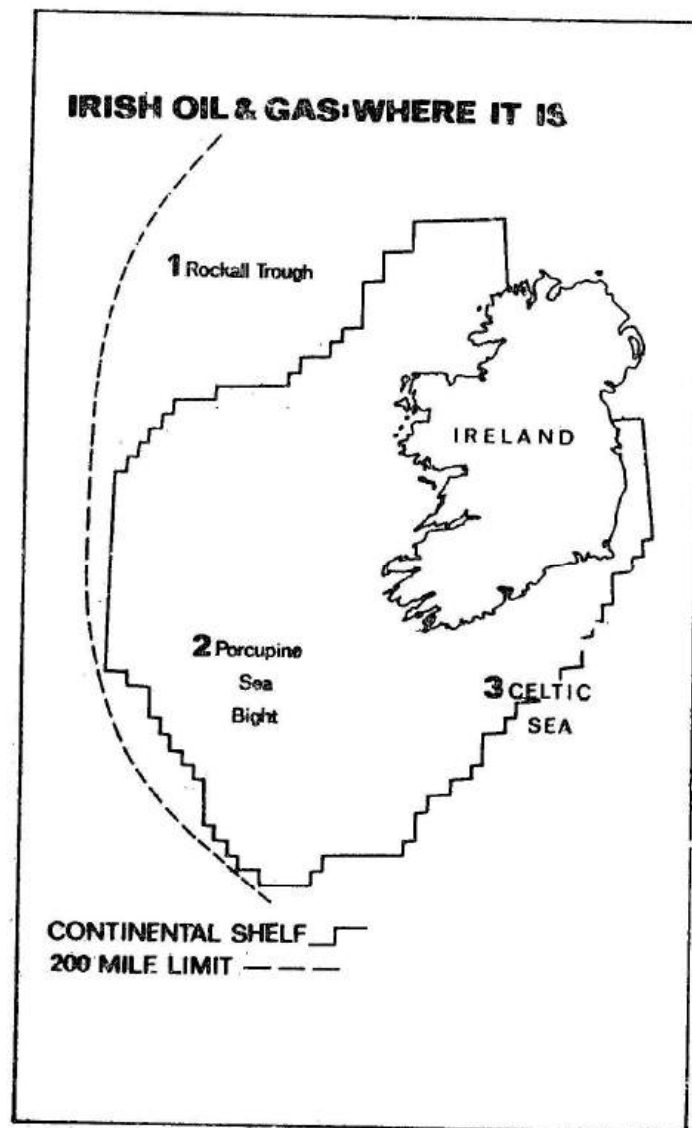 IRISH OIL & GAS: WHERE IT IS
1 Rockall Trough
IRELAND
2 Porcupine
Sea
Bight
3 CELTIC
SEA
CONTINENTAL SHELF
200 MILE LIMIT